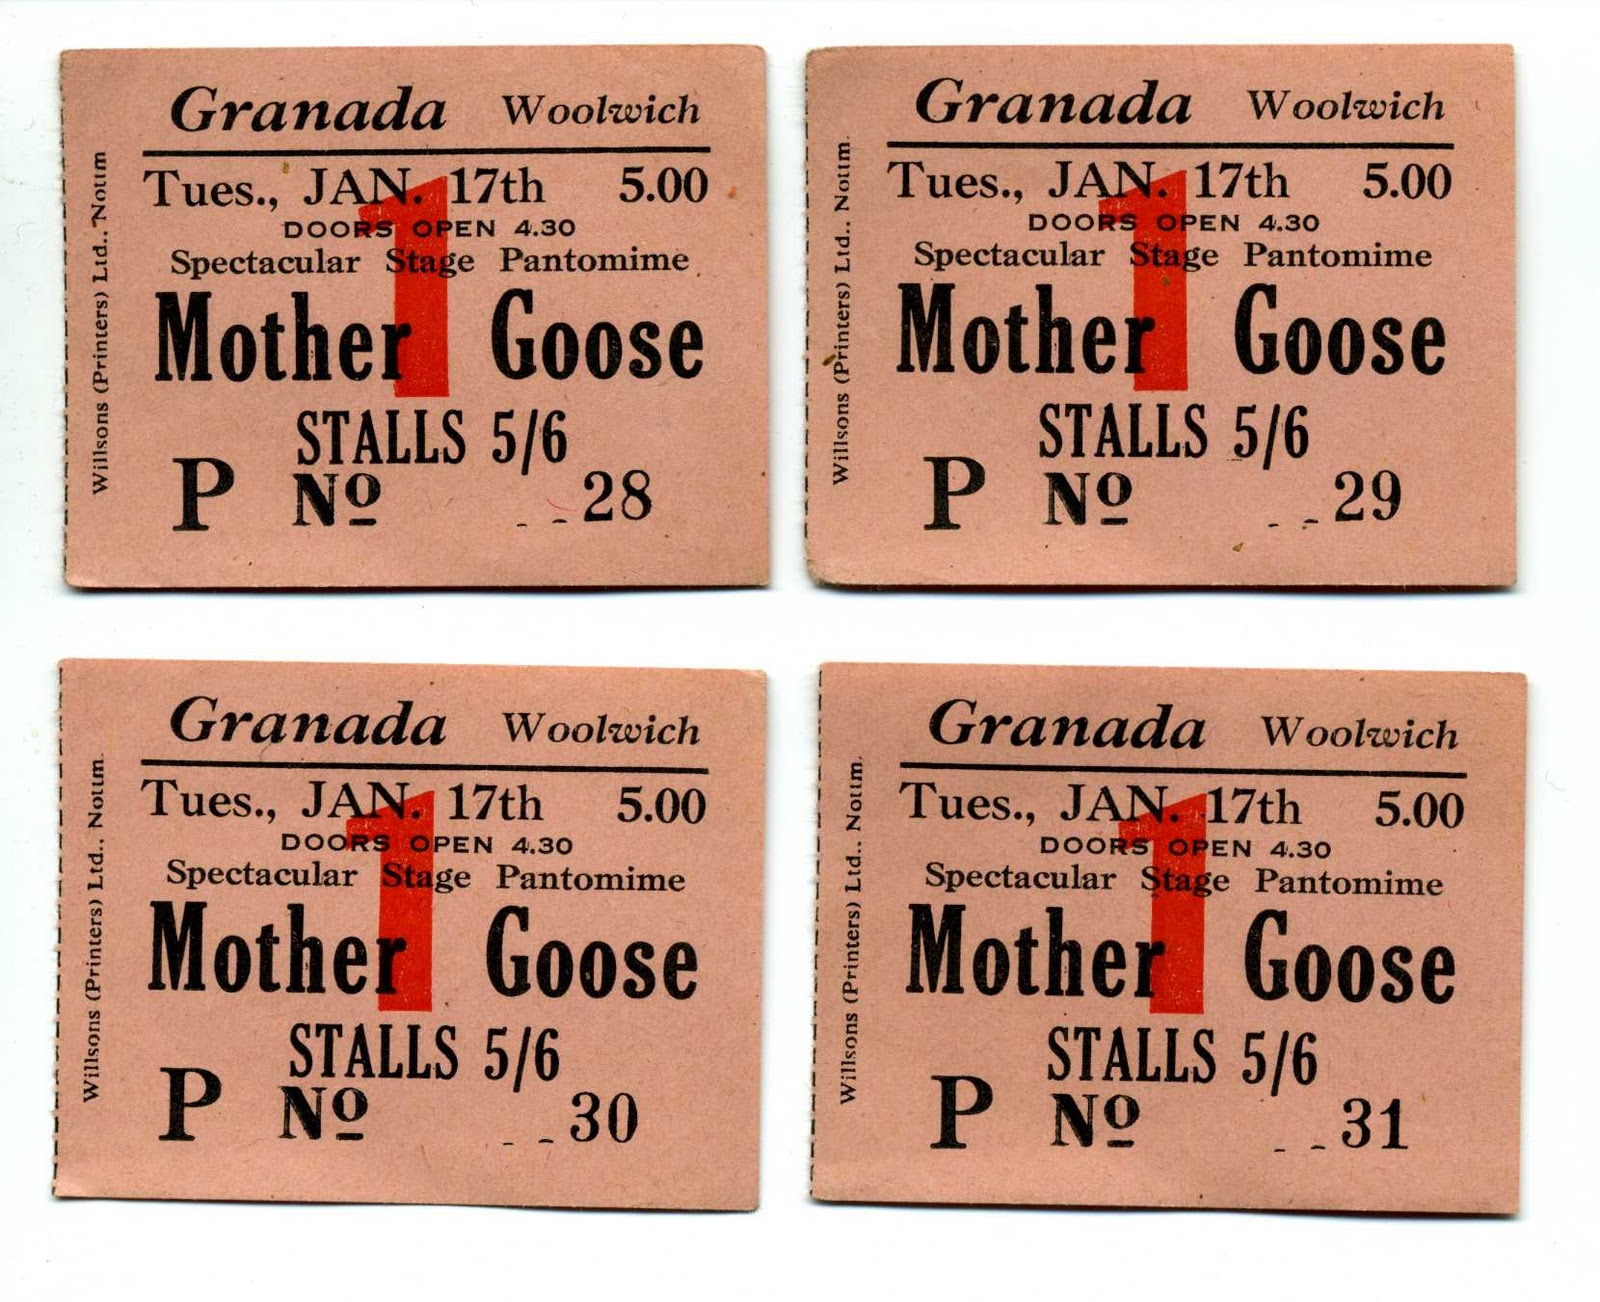 Granada Woolwich
Tues., JAN. 17th 5.00
DOORS OPEN 4.30
Spectacular Stage Pantomime
Mother Goose
1
STALLS 5/6
P No 28
Willsons (Printers) Ltd., Nottm.
Granada Woolwich
Tues., JAN. 17th 5.00
DOORS OPEN 4.30
Spectacular Stage Pantomime
Mother Goose
1
STALLS 5/6
P No 29
Willsons (Printers) Ltd., Nottm.
Granada Woolwich
Tues., JAN. 17th 5.00
DOORS OPEN 4.30
Spectacular Stage Pantomime
Mother Goose
1
STALLS 5/6
P No 30
Willsons (Printers) Ltd., Nottm.
Granada Woolwich
Tues., JAN. 17th 5.00
DOORS OPEN 4.30
Spectacular Stage Pantomime
Mother Goose
1
STALLS 5/6
P No 31
Willsons (Printers) Ltd., Nottm.